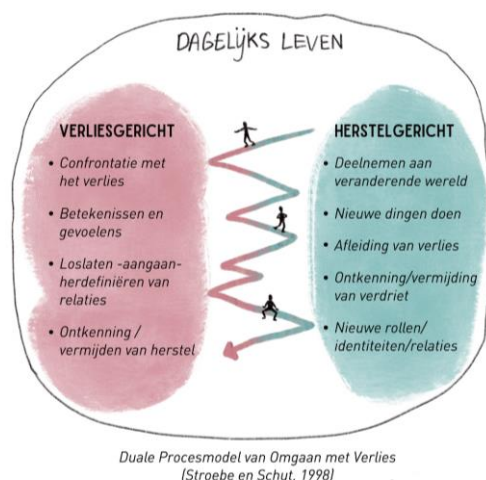 DAGELIJKS LEVEN
VERLIESGERICHT
• Confrontatie met
het verlies
• Betekenissen en
gevoelens
• Loslaten -aangaan-
herdefiniëren van
relaties
• Ontkenning /
vermijden van herstel
HERSTELGERICHT
• Deelnemen aan
veranderende wereld
• Nieuwe dingen doen
• Afleiding van verlies
• Ontkenning/vermijding
van verdriet
• Nieuwe rollen/
identiteiten/relaties
Duale Procesmodel van Omgaan met Verlies
(Stroebe en Schut, 1998)